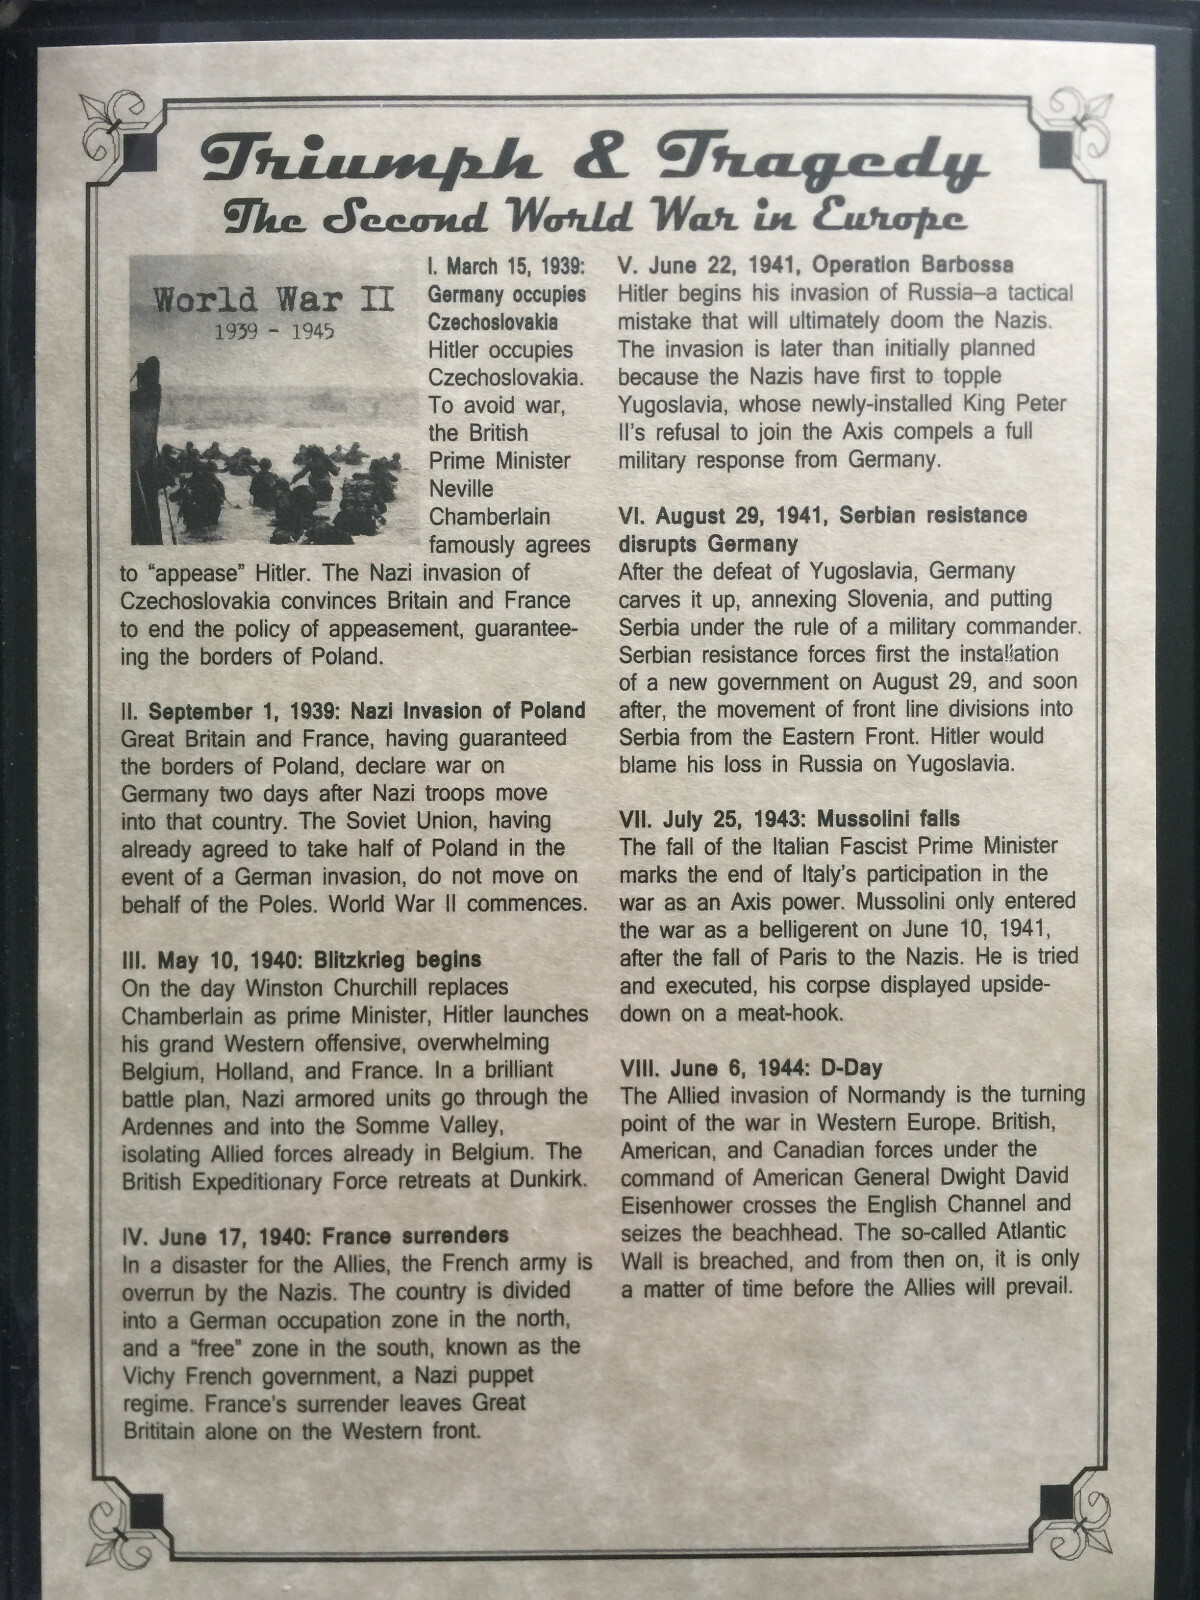 Triumph & Tragedy
The Second World War in Europe
World War II
1939 - 1945
I. March 15, 1939:
Germany occupies
Czechoslovakia
Hitler occupies
Czechoslovakia.
To avoid war,
the British
Prime Minister
Neville
Chamberlain
famously agrees
to “appease” Hitler. The Nazi invasion of
Czechoslovakia convinces Britain and France
to end the policy of appeasement, guarantee-
ing the borders of Poland.
II. September 1, 1939: Nazi Invasion of Poland
Great Britain and France, having guaranteed
the borders of Poland, declare war on
Germany two days after Nazi troops move
into that country. The Soviet Union, having
already agreed to take half of Poland in the
event of a German invasion, do not move on
behalf of the Poles. World War II commences.
III. May 10, 1940: Blitzkrieg begins
On the day Winston Churchill replaces
Chamberlain as prime Minister, Hitler launches
his grand Western offensive, overwhelming
Belgium, Holland, and France. In a brilliant
battle plan, Nazi armored units go through the
Ardennes and into the Somme Valley,
isolating Allied forces already in Belgium. The
British Expeditionary Force retreats at Dunkirk.
IV. June 17, 1940: France surrenders
In a disaster for the Allies, the French army is
overrun by the Nazis. The country is divided
into a German occupation zone in the north,
and a “free” zone in the south, known as the
Vichy French government, a Nazi puppet
regime. France's surrender leaves Great
Brititain alone on the Western front.
V. June 22, 1941, Operation Barbossa
Hitler begins his invasion of Russia–a tactical
mistake that will ultimately doom the Nazis.
The invasion is later than initially planned
because the Nazis have first to topple
Yugoslavia, whose newly-installed King Peter
II's refusal to join the Axis compels a full
military response from Germany.
VI. August 29, 1941, Serbian resistance
disrupts Germany
After the defeat of Yugoslavia, Germany
carves it up, annexing Slovenia, and putting
Serbia under the rule of a military commander.
Serbian resistance forces first the installation
of a new government on August 29, and soon
after, the movement of front line divisions into
Serbia from the Eastern Front. Hitler would
blame his loss in Russia on Yugoslavia.
VII. July 25, 1943: Mussolini falls
The fall of the Italian Fascist Prime Minister
marks the end of Italy's participation in the
war as an Axis power. Mussolini only entered
the war as a belligerent on June 10, 1941,
after the fall of Paris to the Nazis. He is tried
and executed, his corpse displayed upside-
down on a meat-hook.
VIII. June 6, 1944: D-Day
The Allied invasion of Normandy is the turning
point of the war in Western Europe. British,
American, and Canadian forces under the
command of American General Dwight David
Eisenhower crosses the English Channel and
seizes the beachhead. The so-called Atlantic
Wall is breached, and from then on, it is only
a matter of time before the Allies will prevail.